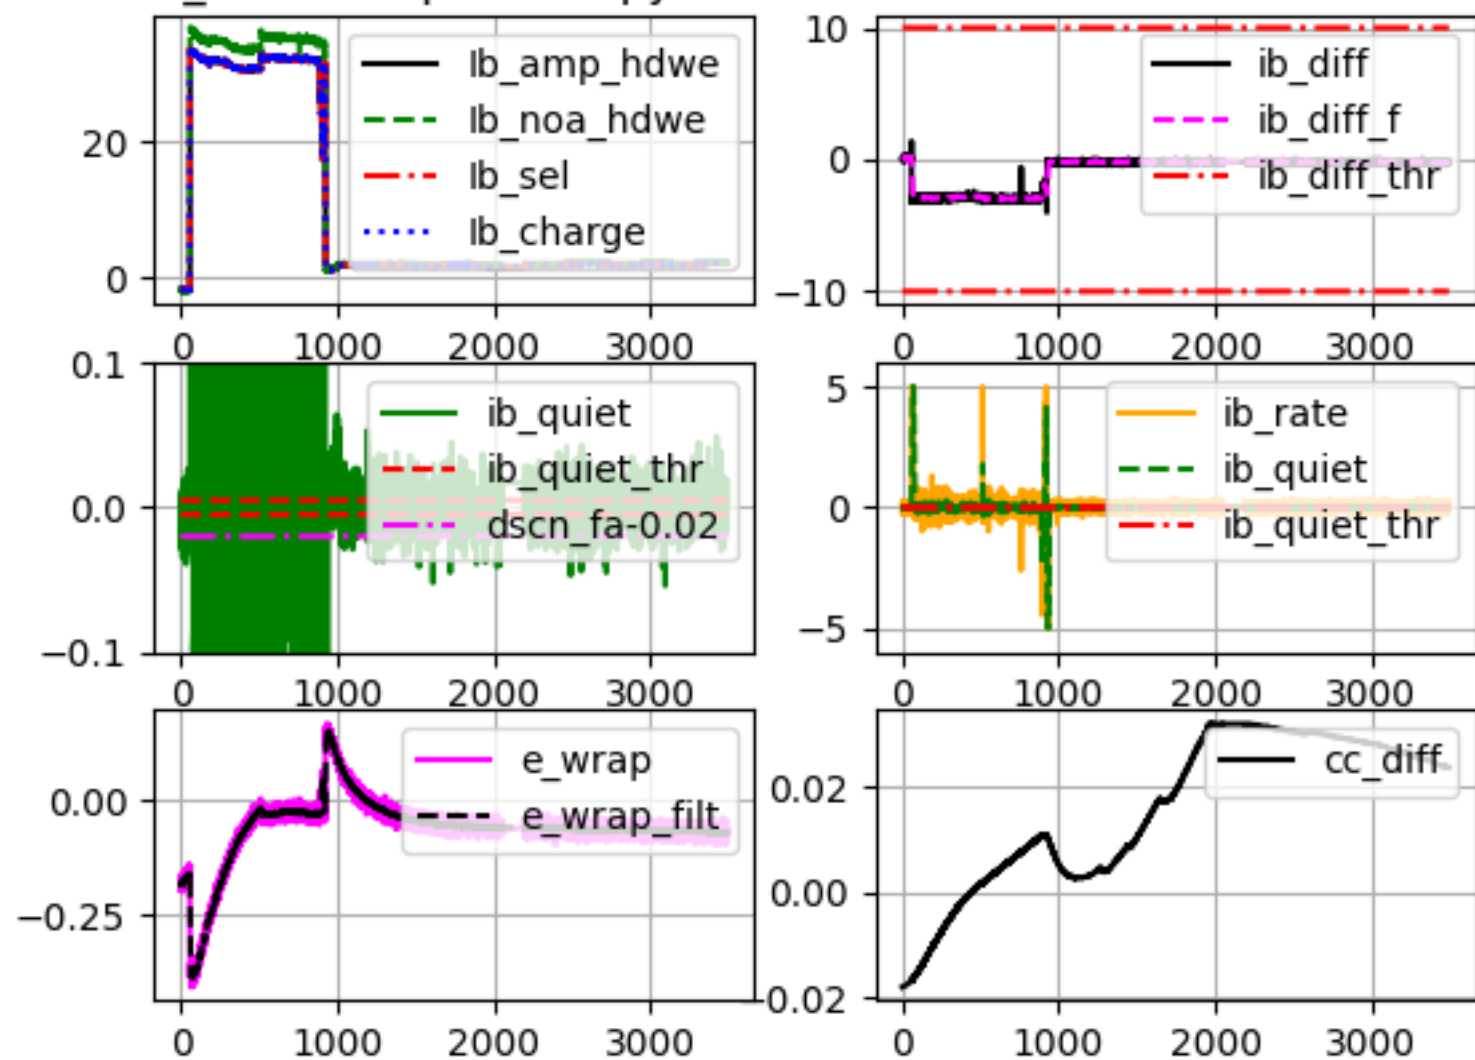 Ib_amp_hdwe
Ib_noa_hdwe
Ib_sel
Ib_charge
20
0
0 1000 2000 3000
ib_diff
ib_diff_f
ib_diff_thr
10
0
−10
0 1000 2000 3000
ib_quiet
ib_quiet_thr
dscn_fa-0.02
0.1
0.0
−0.1
0 1000 2000 3000
ib_rate
ib_quiet
ib_quiet_thr
5
0
−5
0 1000 2000 3000
e_wrap
e_wrap_filt
0.00
−0.25
0 1000 2000 3000
cc_diff
0.02
0.00
−0.02
0 1000 2000 3000